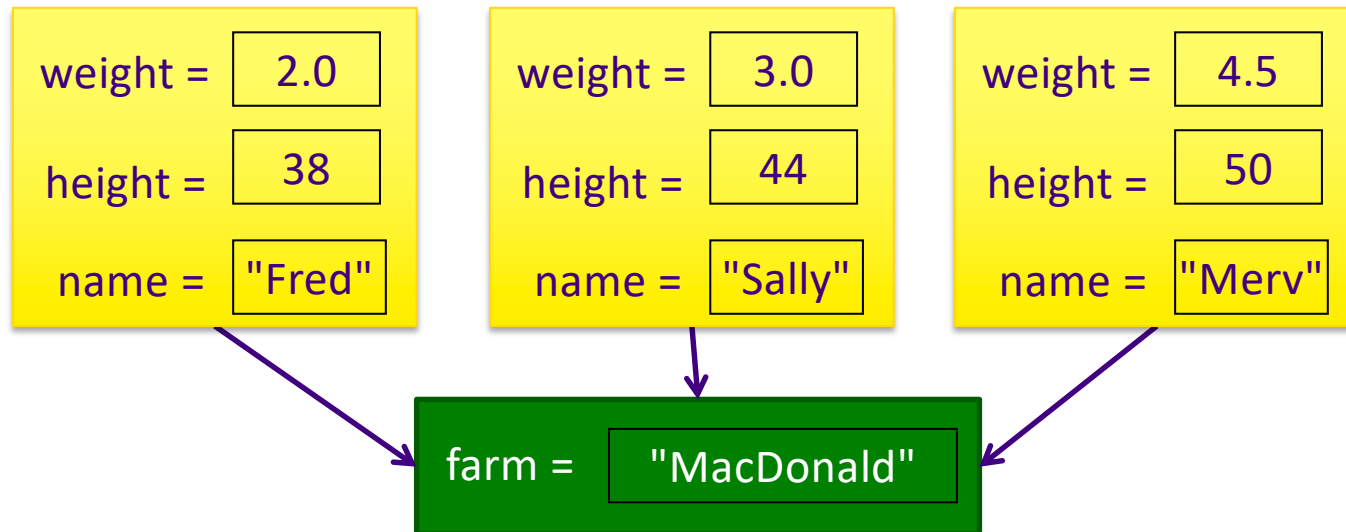 weight = 2.0
height = 38
name = "Fred"
weight = 3.0
height = 44
name = "Sally"
weight = 4.5
height = 50
name = "Merv"
farm = "MacDonald"